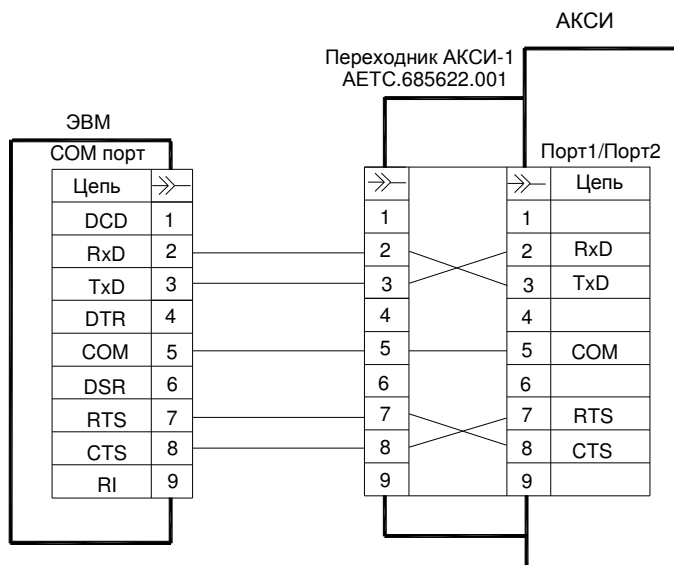 АКСИ
Переходник АКСИ-1
АЕТС.685622.001
ЭВМ
COM порт
Порт1/Порт2
Цепь
Цепь
DCD 1 1 1
RxD 2 2 2 RxD
TxD 3 3 3 TxD
DTR 4 4 4
COM 5 5 5 COM
DSR 6 6 6
RTS 7 7 7 RTS
CTS 8 8 8 CTS
RI 9 9 9